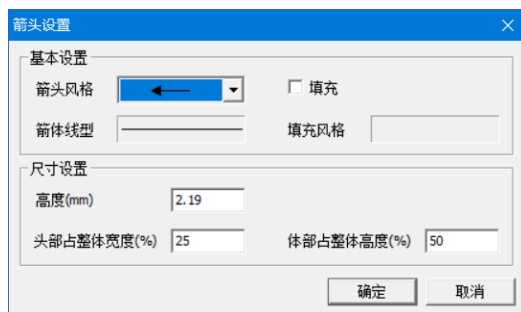 箭头设置
基本设置
箭头风格 填充
箭体线型 填充风格
尺寸设置
高度(mm) 2.19
头部占整体宽度(%) 25 体部占整体高度(%) 50
确定 取消